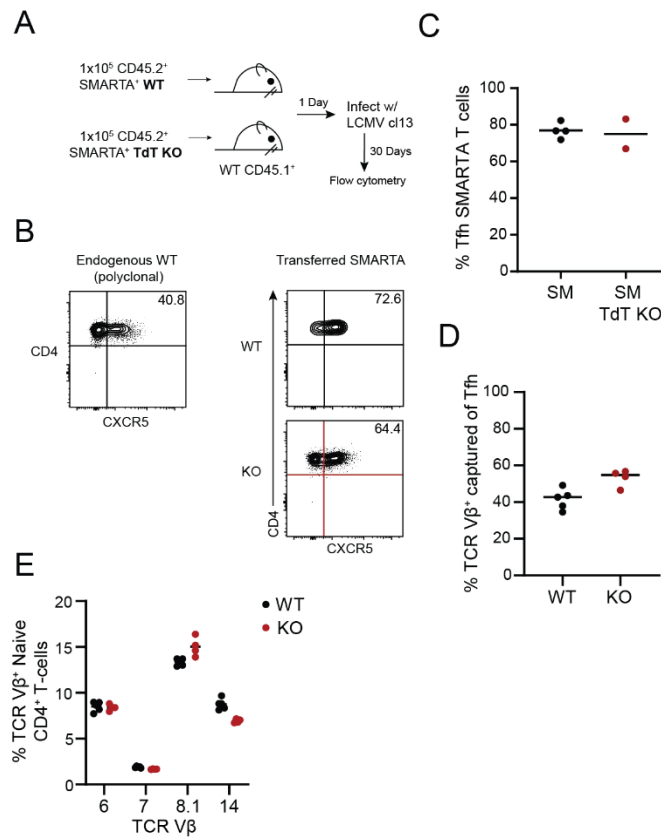 A
1x10⁵ CD45.2⁺
SMARTA⁺ WT
1x10⁵ CD45.2⁺
SMARTA⁺ TdT KO
WT CD45.1⁺
1 Day
Infect w/
LCMV cl13
30 Days
Flow cytometry
B
Endogenous WT
(polyclonal)
40.8
CD4
CXCR5
Transferred SMARTA
WT
72.6
KO
64.4
CD4
CXCR5
C
% Tfh SMARTA T cells
100
80
60
40
20
0
SM
SM
TdT KO
D
% TCR Vβ⁺ captured of Tfh
100
80
60
40
20
0
WT
KO
E
% TCR Vβ⁺ Naive
CD4⁺ T-cells
20
15
10
5
0
6
7
8.1
14
TCR Vβ
WT
KO